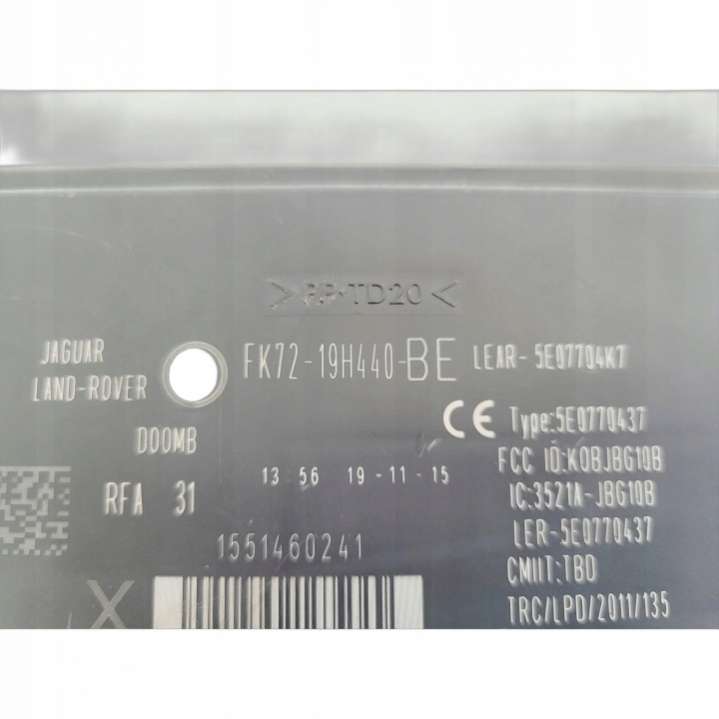 >PP-TD20<
JAGUAR
LAND-ROVER
FK72-19H440-BE
LEAR-5E07704K7
DOOMB
CE Type:5E0770437
FCC ID:KOBJBG10B
13 56 19-11-15
RFA 31
IC:3521A-JBG10B
1551460241
LER-5E0770437
CMIIT:TBD
X
TRC/LPD/2011/135